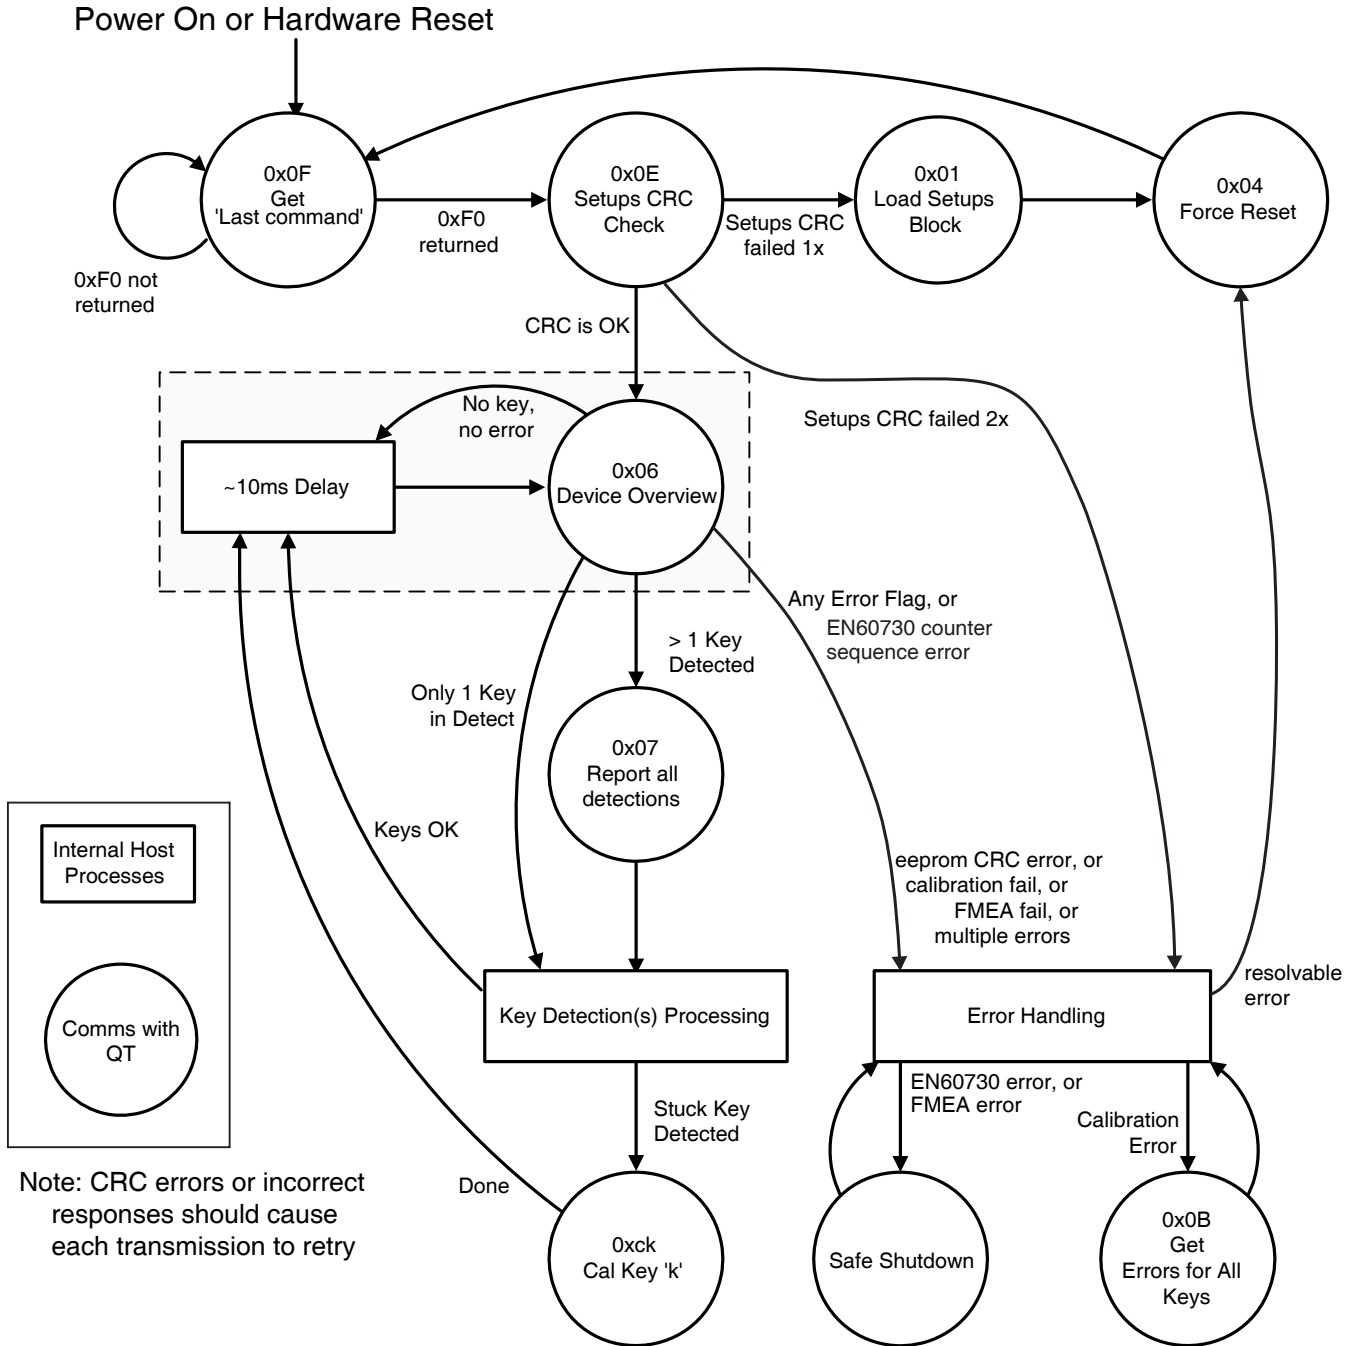 Power On or Hardware Reset
0x0F
Get
'Last command'
0xF0 not
returned
0xF0
returned
0x0E
Setups CRC
Check
Setups CRC
failed 1x
0x01
Load Setups
Block
0x04
Force Reset
CRC is OK
No key,
no error
~10ms Delay
0x06
Device Overview
Setups CRC failed 2x
Any Error Flag, or
EN60730 counter
sequence error
> 1 Key
Detected
Only 1 Key
in Detect
0x07
Report all
detections
Keys OK
Internal Host
Processes
Comms with
QT
eeprom CRC error, or
calibration fail, or
FMEA fail, or
multiple errors
resolvable
error
Key Detection(s) Processing
Error Handling
Stuck Key
Detected
EN60730 error, or
FMEA error
Calibration
Error
Note: CRC errors or incorrect
responses should cause
each transmission to retry
Done
0xck
Cal Key 'k'
Safe Shutdown
0x0B
Get
Errors for All
Keys